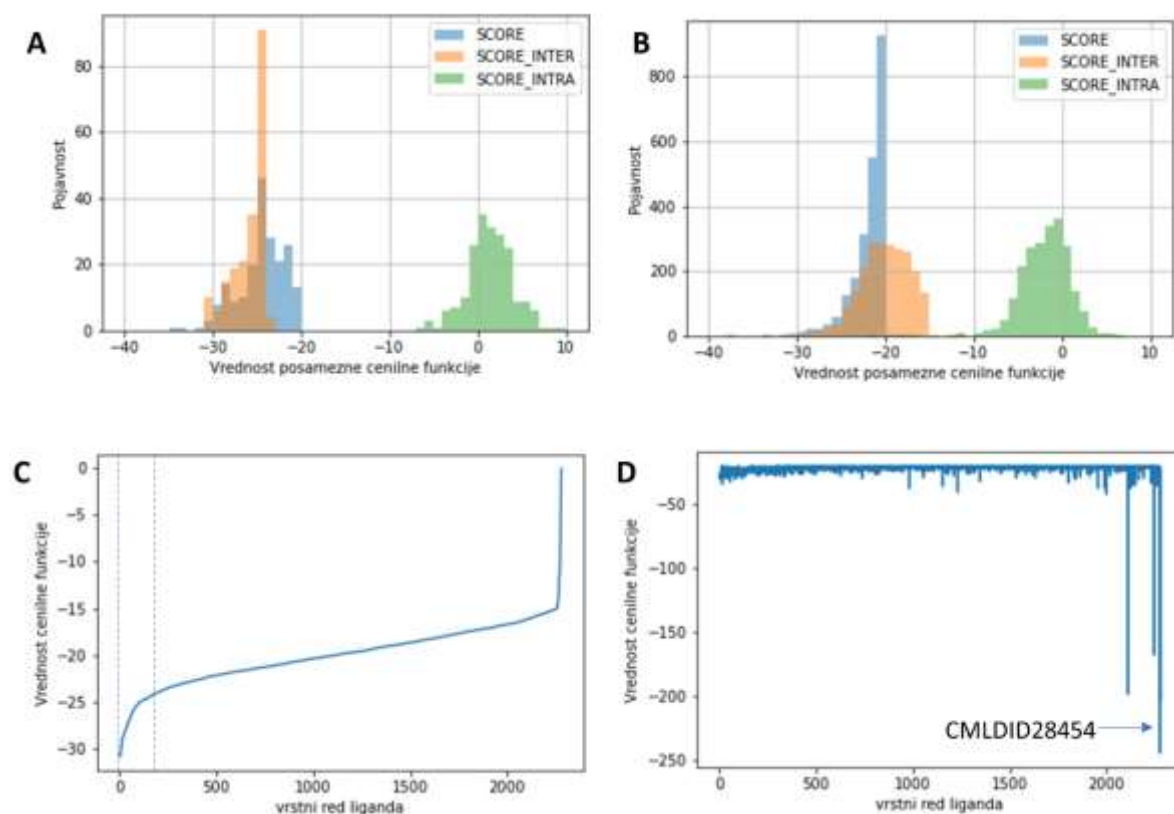 A
SCORE
SCORE_INTER
SCORE_INTRA
80
60
40
20
0
Pojavnost
−40
−30
−20
−10
0
10
Vrednost posamezne cenilne funkcije
B
SCORE
SCORE_INTER
SCORE_INTRA
800
600
400
200
0
Pojavnost
−40
−30
−20
−10
0
10
Vrednost posamezne cenilne funkcije
C
0
−5
−10
−15
−20
−25
−30
Vrednost cenilne funkcije
0
500
1000
1500
2000
vrstni red liganda
D
−50
−100
−150
−200
−250
Vrednost cenilne funkcije
CMLDID28454
0
500
1000
1500
2000
vrstni red liganda